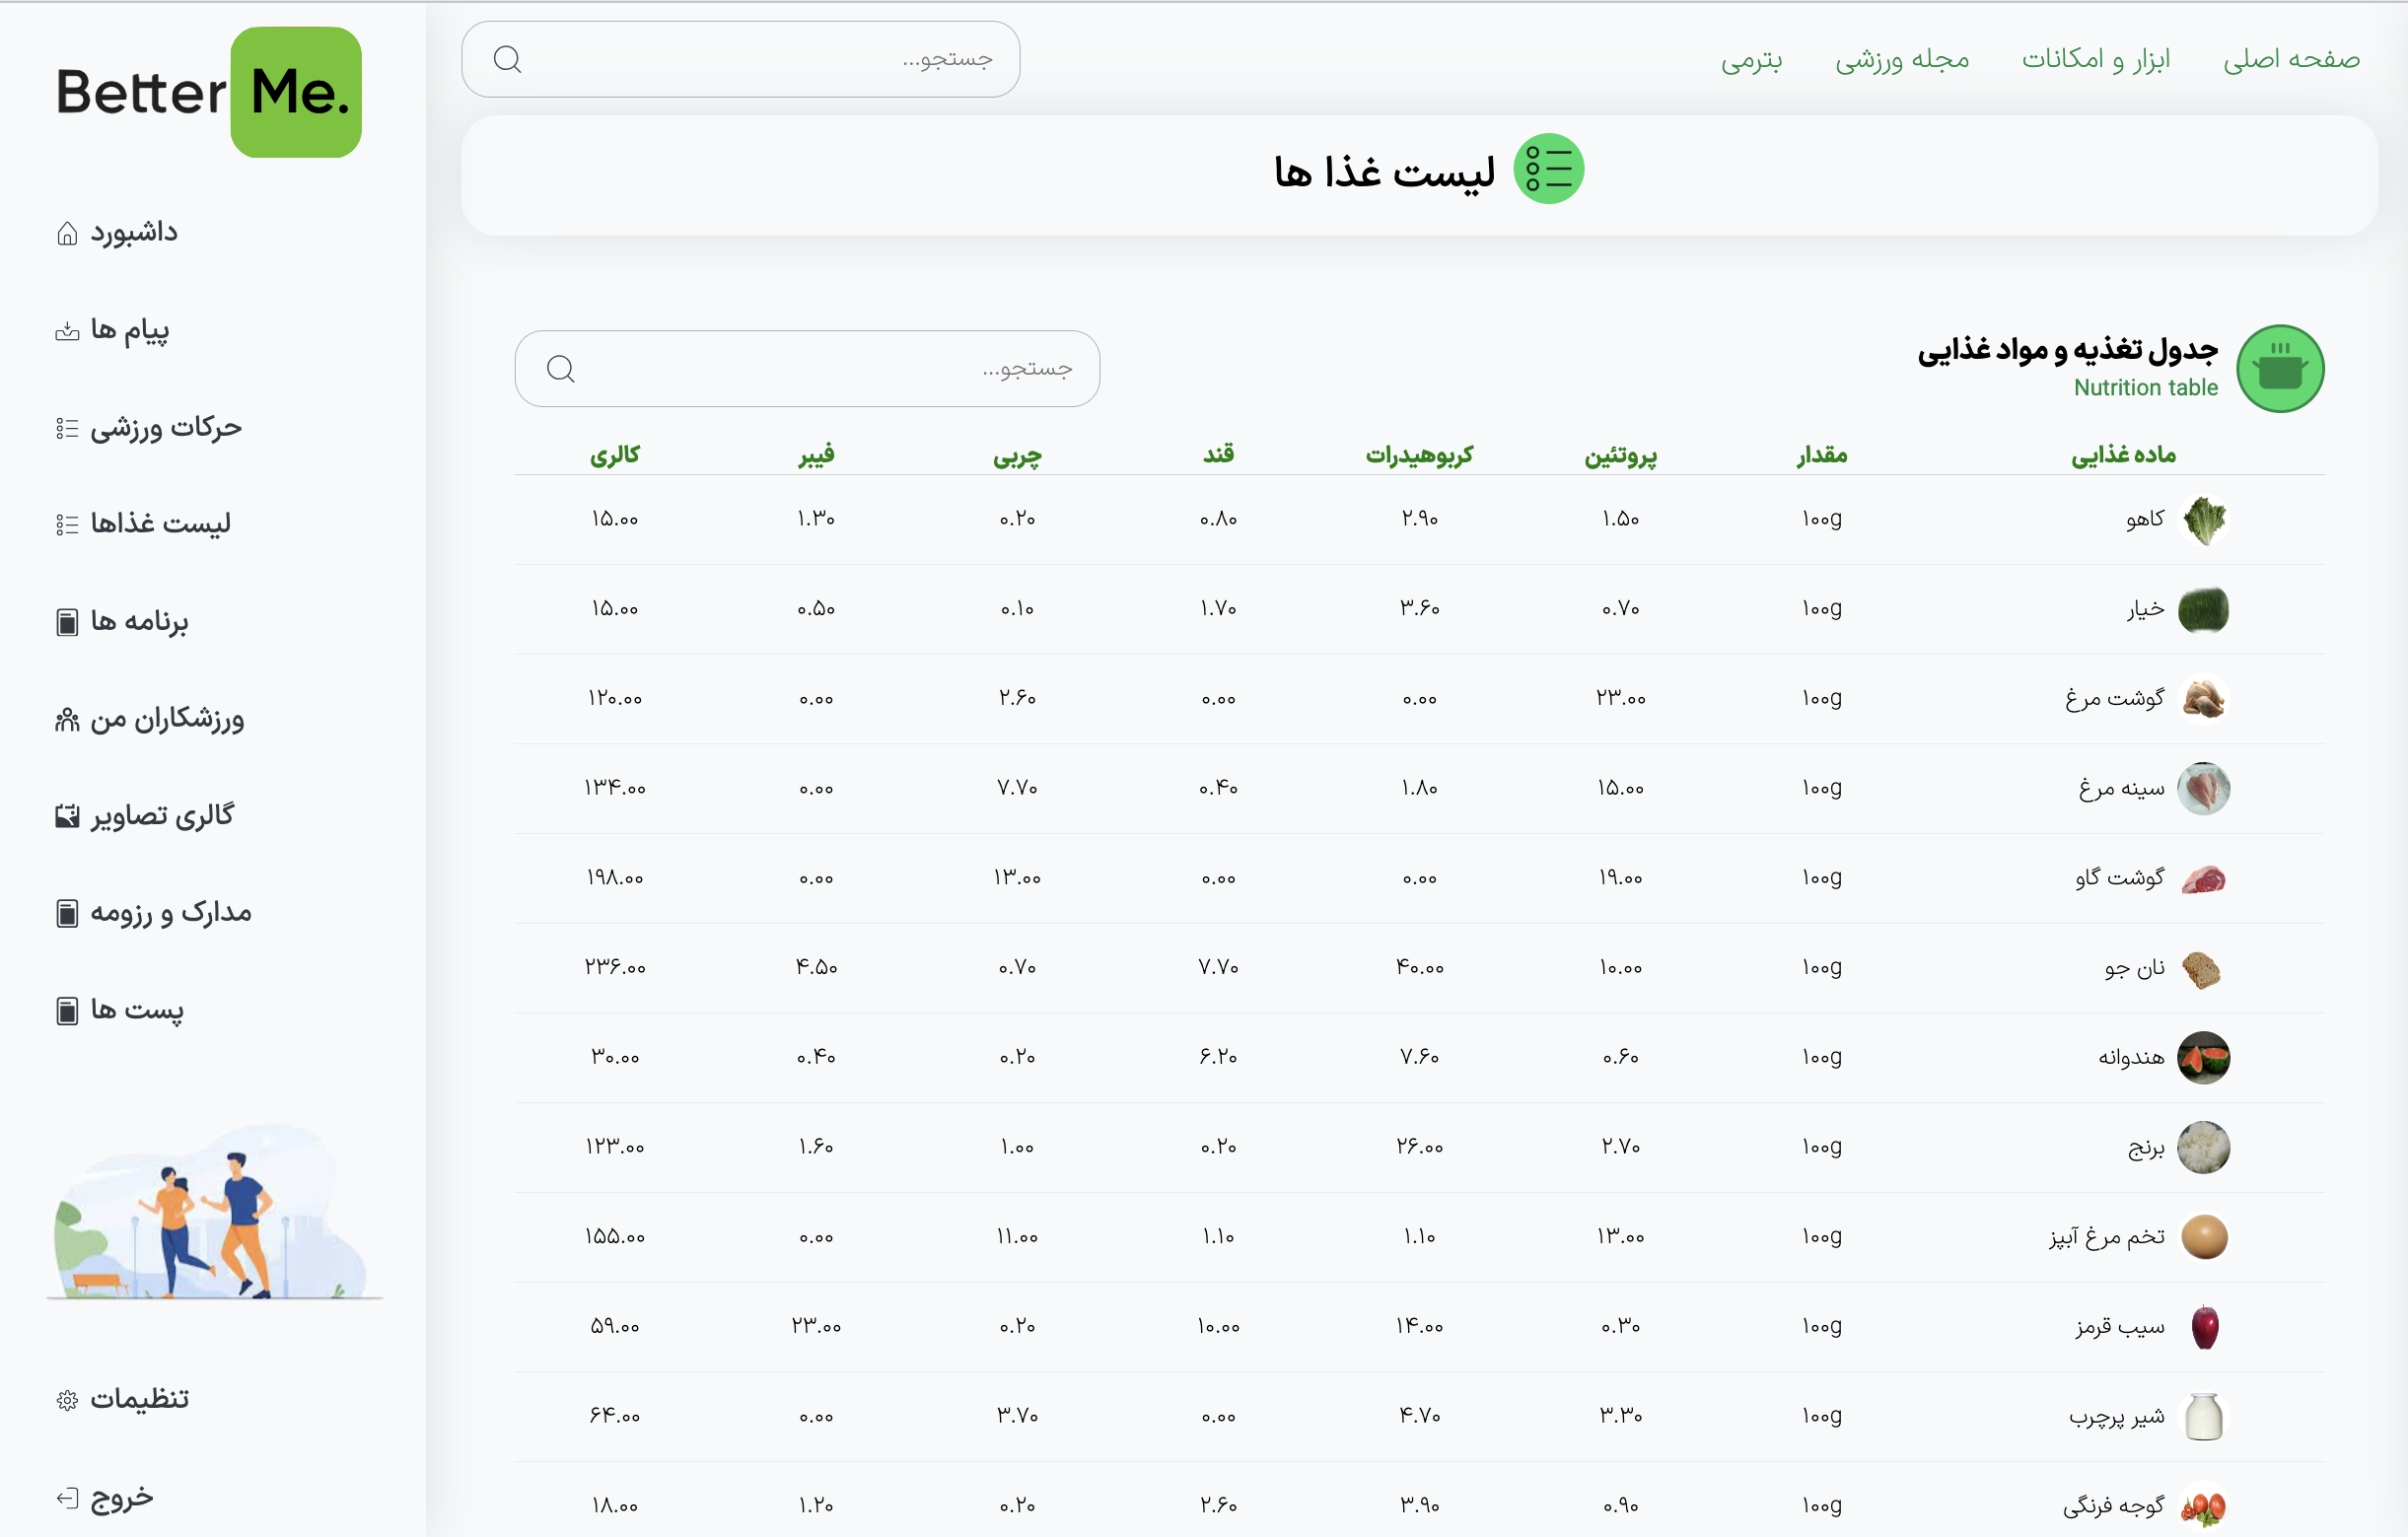 Better Me.
صفحه اصلی ابزار و امکانات مجله ورزشی بترمی
جستجو...
داشبورد
پیام ها
حرکات ورزشی
لیست غذاها
برنامه ها
ورزشکاران من
گالری تصاویر
مدارک و رزومه
پست ها
تنظیمات
خروج
لیست غذا ها
جدول تغذیه و مواد غذایی
Nutrition table
جستجو...
ماده غذایی مقدار پروتئین کربوهیدرات قند چربی فیبر کالری
کاهو ۱۰۰g ۱.۵۰ ۲.۹۰ ۰.۸۰ ۰.۲۰ ۱.۳۰ ۱۵.۰۰
خیار ۱۰۰g ۰.۷۰ ۳.۶۰ ۱.۷۰ ۰.۱۰ ۰.۵۰ ۱۵.۰۰
گوشت مرغ ۱۰۰g ۲۳.۰۰ ۰.۰۰ ۰.۰۰ ۲.۶۰ ۰.۰۰ ۱۲۰.۰۰
سینه مرغ ۱۰۰g ۱۵.۰۰ ۱.۸۰ ۰.۴۰ ۷.۷۰ ۰.۰۰ ۱۳۴.۰۰
گوشت گاو ۱۰۰g ۱۹.۰۰ ۰.۰۰ ۰.۰۰ ۱۳.۰۰ ۰.۰۰ ۱۹۸.۰۰
نان جو ۱۰۰g ۱۰.۰۰ ۴۰.۰۰ ۷.۷۰ ۰.۷۰ ۴.۵۰ ۲۳۶.۰۰
هندوانه ۱۰۰g ۰.۶۰ ۷.۶۰ ۶.۲۰ ۰.۲۰ ۰.۴۰ ۳۰.۰۰
برنج ۱۰۰g ۲.۷۰ ۲۶.۰۰ ۰.۲۰ ۱.۰۰ ۱.۶۰ ۱۲۳.۰۰
تخم مرغ آبپز ۱۰۰g ۱۳.۰۰ ۱.۱۰ ۱.۱۰ ۱۱.۰۰ ۰.۰۰ ۱۵۵.۰۰
سیب قرمز ۱۰۰g ۰.۳۰ ۱۴.۰۰ ۱۰.۰۰ ۰.۲۰ ۲۳.۰۰ ۵۹.۰۰
شیر پرچرب ۱۰۰g ۳.۳۰ ۴.۷۰ ۰.۰۰ ۳.۷۰ ۰.۰۰ ۶۴.۰۰
گوجه فرنگی ۱۰۰g ۰.۹۰ ۳.۹۰ ۲.۶۰ ۰.۲۰ ۱.۲۰ ۱۸.۰۰